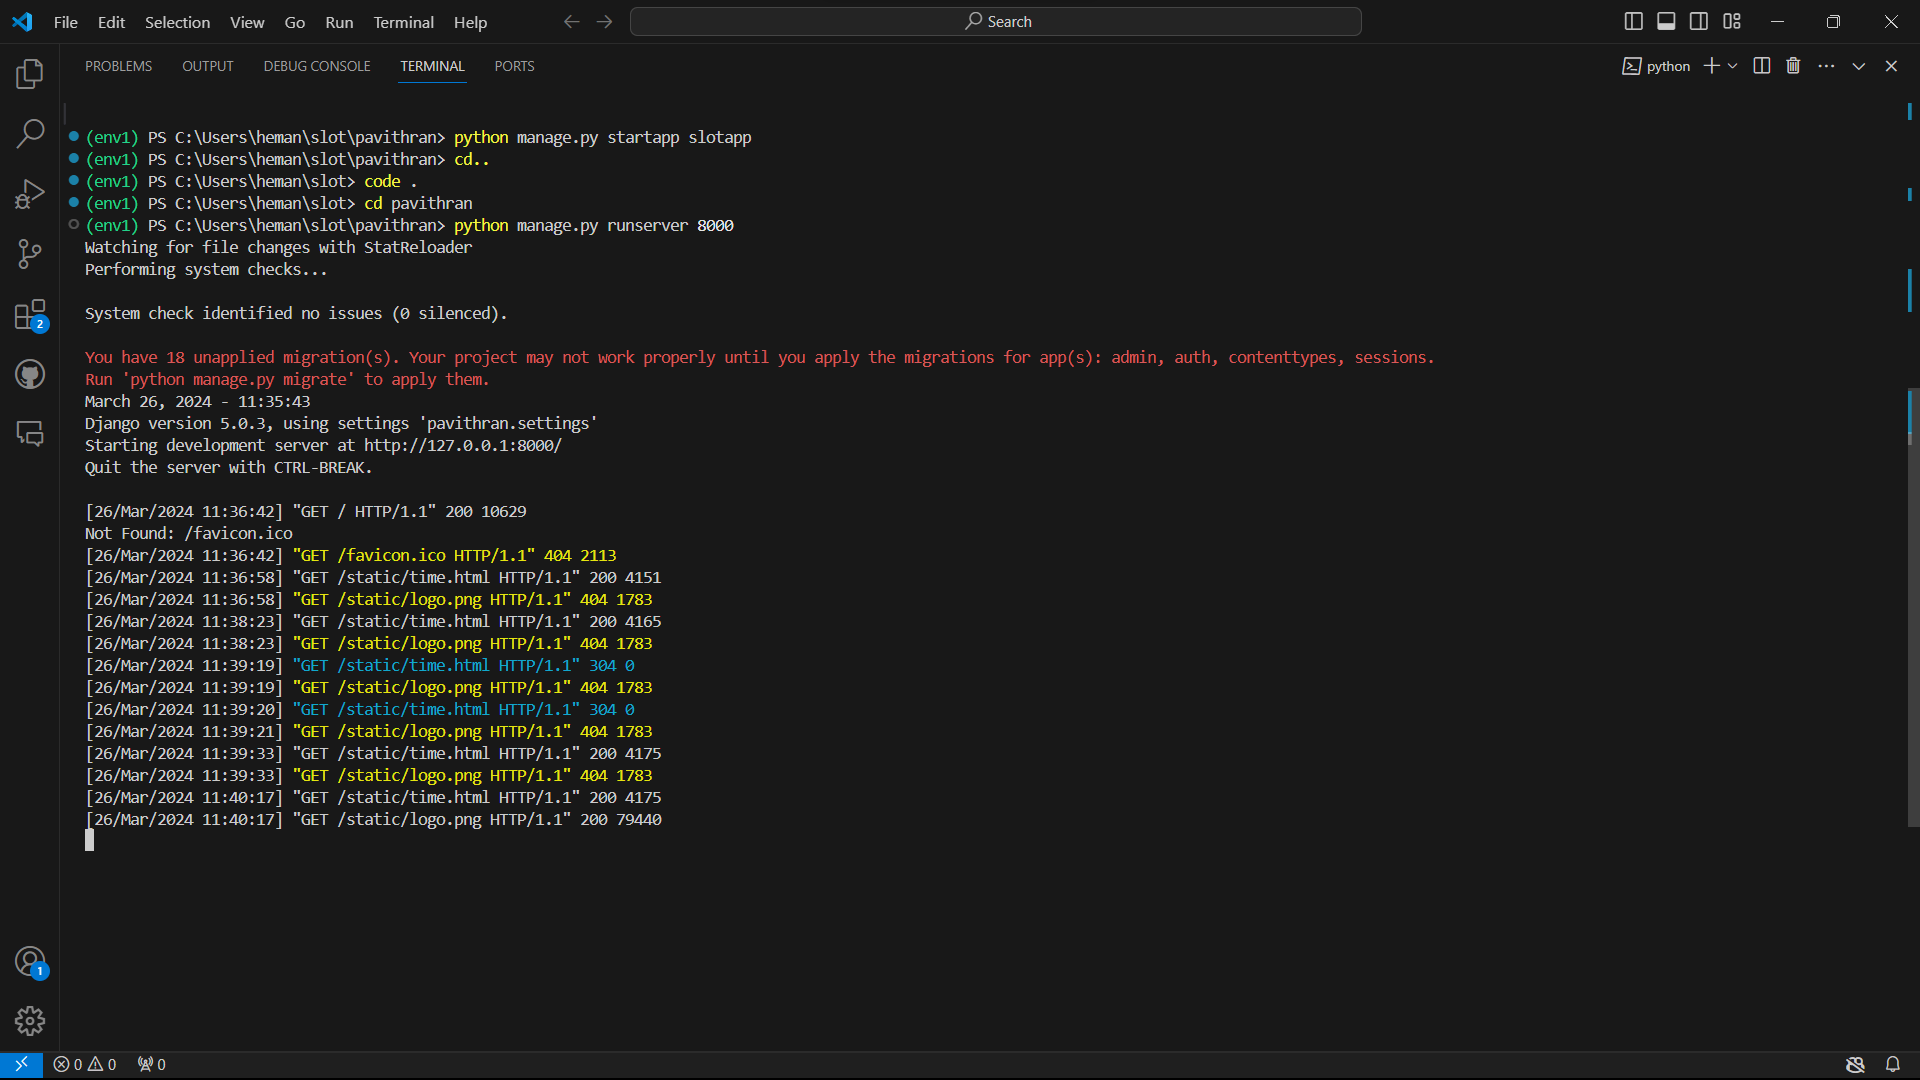 File Edit Selection View Go Run Terminal Help Search
PROBLEMS OUTPUT DEBUG CONSOLE TERMINAL PORTS python
(env1) PS C:\Users\heman\slot\pavithran> python manage.py startapp slotapp
(env1) PS C:\Users\heman\slot\pavithran> cd..
(env1) PS C:\Users\heman\slot> code .
(env1) PS C:\Users\heman\slot> cd pavithran
(env1) PS C:\Users\heman\slot\pavithran> python manage.py runserver 8000
Watching for file changes with StatReloader
Performing system checks...
System check identified no issues (0 silenced).
You have 18 unapplied migration(s). Your project may not work properly until you apply the migrations for app(s): admin, auth, contenttypes, sessions.
Run 'python manage.py migrate' to apply them.
March 26, 2024 - 11:35:43
Django version 5.0.3, using settings 'pavithran.settings'
Starting development server at http://127.0.0.1:8000/
Quit the server with CTRL-BREAK.
[26/Mar/2024 11:36:42] "GET / HTTP/1.1" 200 10629
Not Found: /favicon.ico
[26/Mar/2024 11:36:42] "GET /favicon.ico HTTP/1.1" 404 2113
[26/Mar/2024 11:36:58] "GET /static/time.html HTTP/1.1" 200 4151
[26/Mar/2024 11:36:58] "GET /static/logo.png HTTP/1.1" 404 1783
[26/Mar/2024 11:38:23] "GET /static/time.html HTTP/1.1" 200 4165
[26/Mar/2024 11:38:23] "GET /static/logo.png HTTP/1.1" 404 1783
[26/Mar/2024 11:39:19] "GET /static/time.html HTTP/1.1" 304 0
[26/Mar/2024 11:39:19] "GET /static/logo.png HTTP/1.1" 404 1783
[26/Mar/2024 11:39:20] "GET /static/time.html HTTP/1.1" 304 0
[26/Mar/2024 11:39:21] "GET /static/logo.png HTTP/1.1" 404 1783
[26/Mar/2024 11:39:33] "GET /static/time.html HTTP/1.1" 200 4175
[26/Mar/2024 11:39:33] "GET /static/logo.png HTTP/1.1" 404 1783
[26/Mar/2024 11:40:17] "GET /static/time.html HTTP/1.1" 200 4175
[26/Mar/2024 11:40:17] "GET /static/logo.png HTTP/1.1" 200 79440
2
1
0 0 0